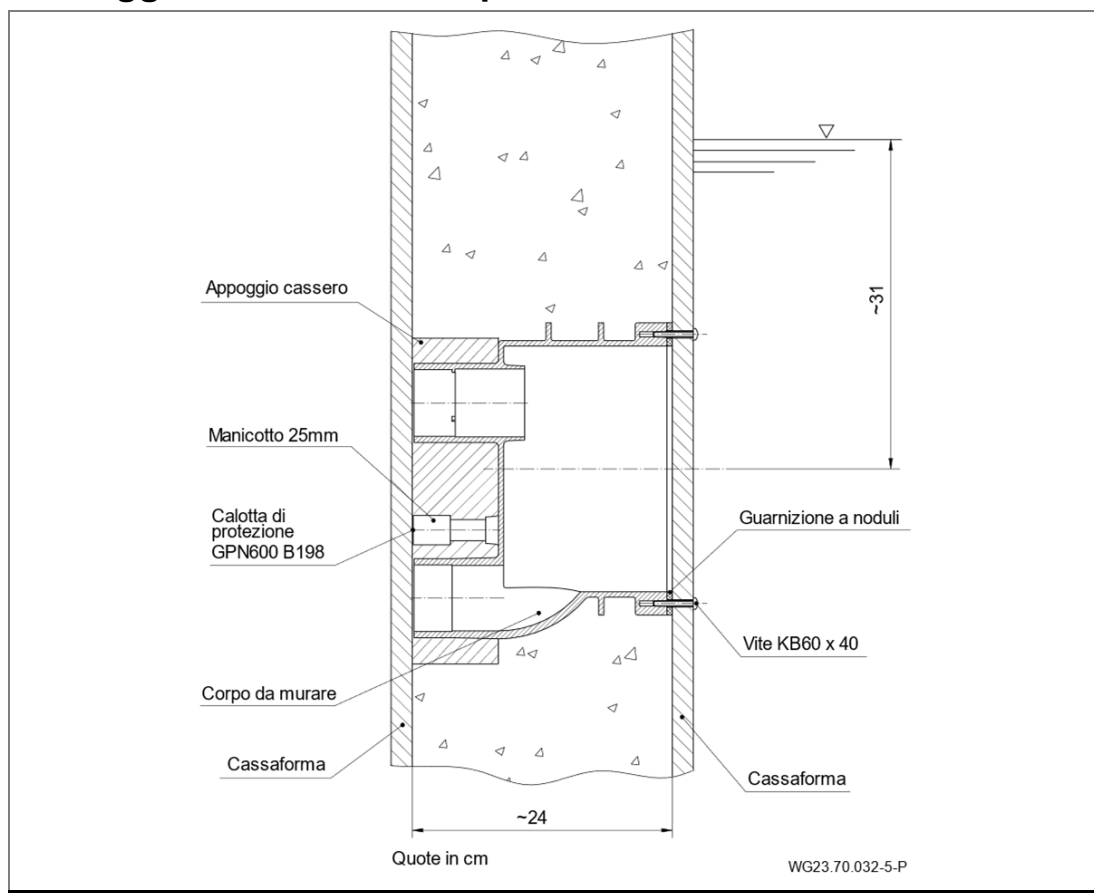 ~31
Appoggio cassero
Manicotto 25mm
Calotta di
protezione
GPN600 B198
Guarnizione a noduli
Vite KB60 x 40
Corpo da murare
Cassaforma
Cassaforma
~24
Quote in cm
WG23.70.032-5-P